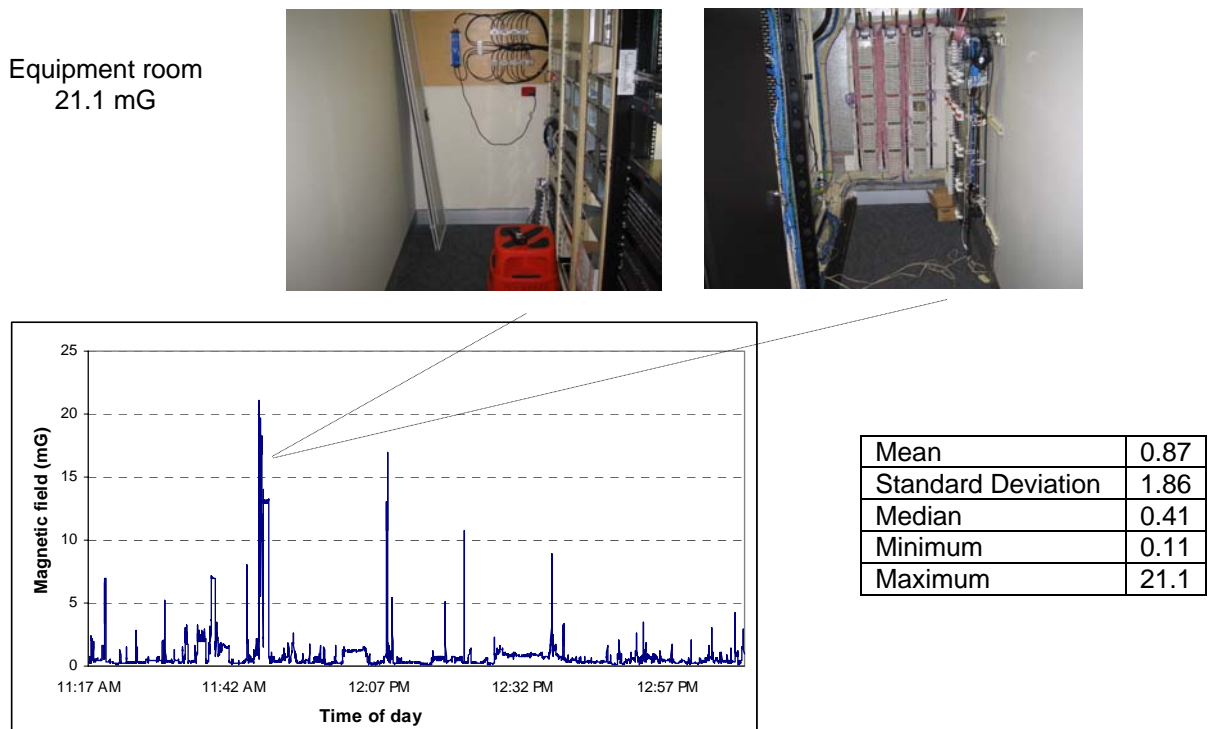 Equipment room
21.1 mG
25
20
15
10
5
0
Magnetic field (mG)
11:17 AM 11:42 AM 12:07 PM 12:32 PM 12:57 PM
Time of day
Mean 0.87
Standard Deviation 1.86
Median 0.41
Minimum 0.11
Maximum 21.1